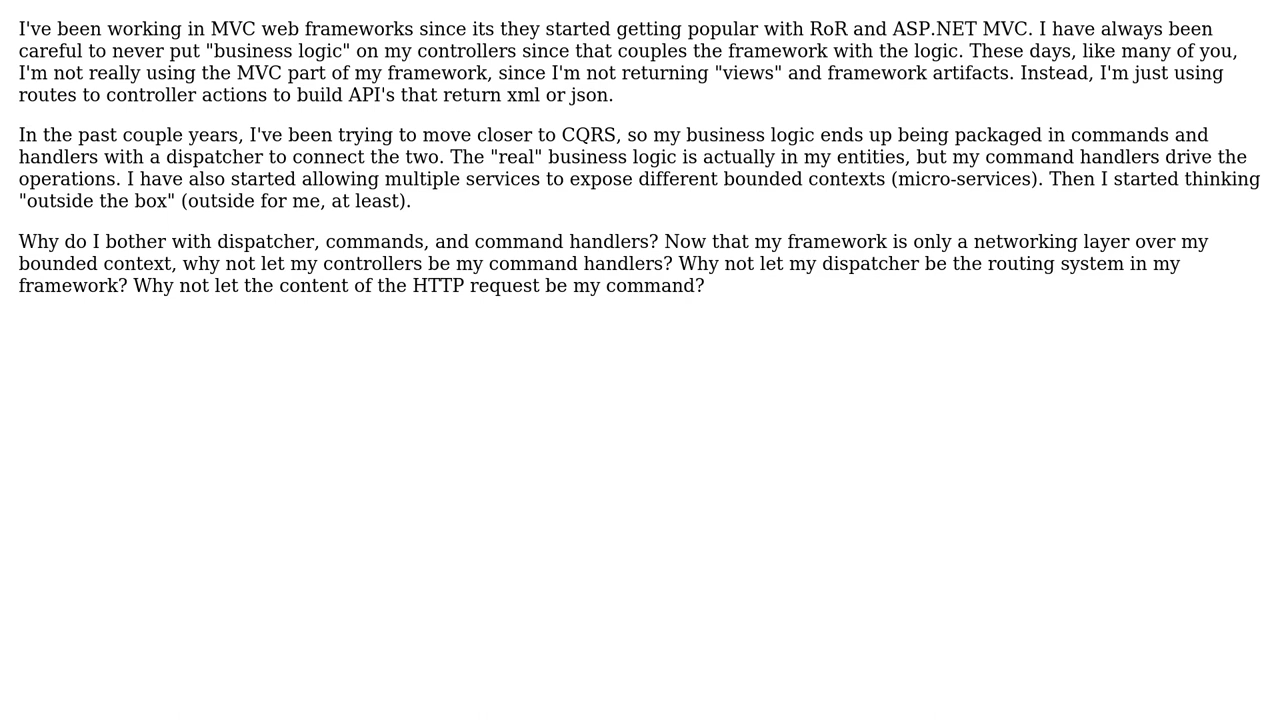 I've been working in MVC web frameworks since its they started getting popular with RoR and ASP.NET MVC. I have always been
careful to never put "business logic" on my controllers since that couples the framework with the logic. These days, like many of you,
I'm not really using the MVC part of my framework, since I'm not returning "views" and framework artifacts. Instead, I'm just using
routes to controller actions to build API's that return xml or json.
In the past couple years, I've been trying to move closer to CQRS, so my business logic ends up being packaged in commands and
handlers with a dispatcher to connect the two. The "real" business logic is actually in my entities, but my command handlers drive the
operations. I have also started allowing multiple services to expose different bounded contexts (micro-services). Then I started thinking
"outside the box" (outside for me, at least).
Why do I bother with dispatcher, commands, and command handlers? Now that my framework is only a networking layer over my
bounded context, why not let my controllers be my command handlers? Why not let my dispatcher be the routing system in my
framework? Why not let the content of the HTTP request be my command?